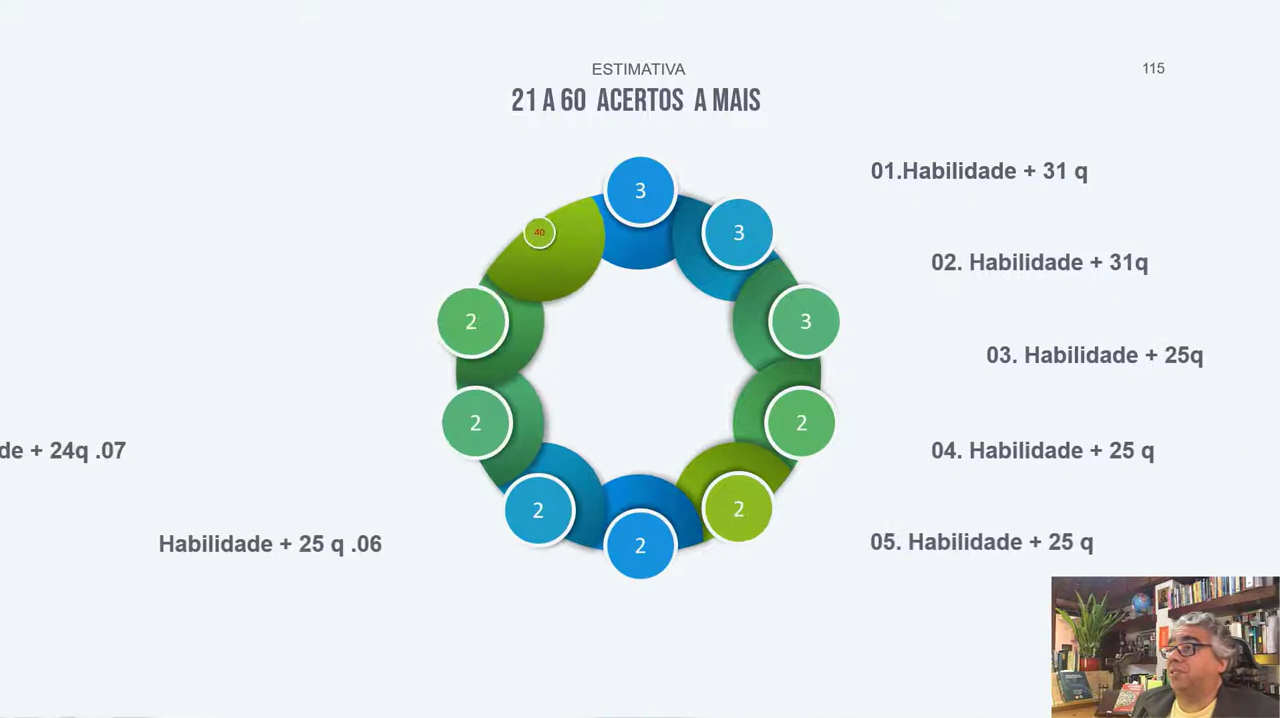 ESTIMATIVA
115
21 A 60 ACERTOS A MAIS
3
01.Habilidade + 31 q
3
40
02. Habilidade + 31q
2
3
03. Habilidade + 25q
2
2
04. Habilidade + 25 q
de + 24q .07
2
2
05. Habilidade + 25 q
Habilidade + 25 q .06
2